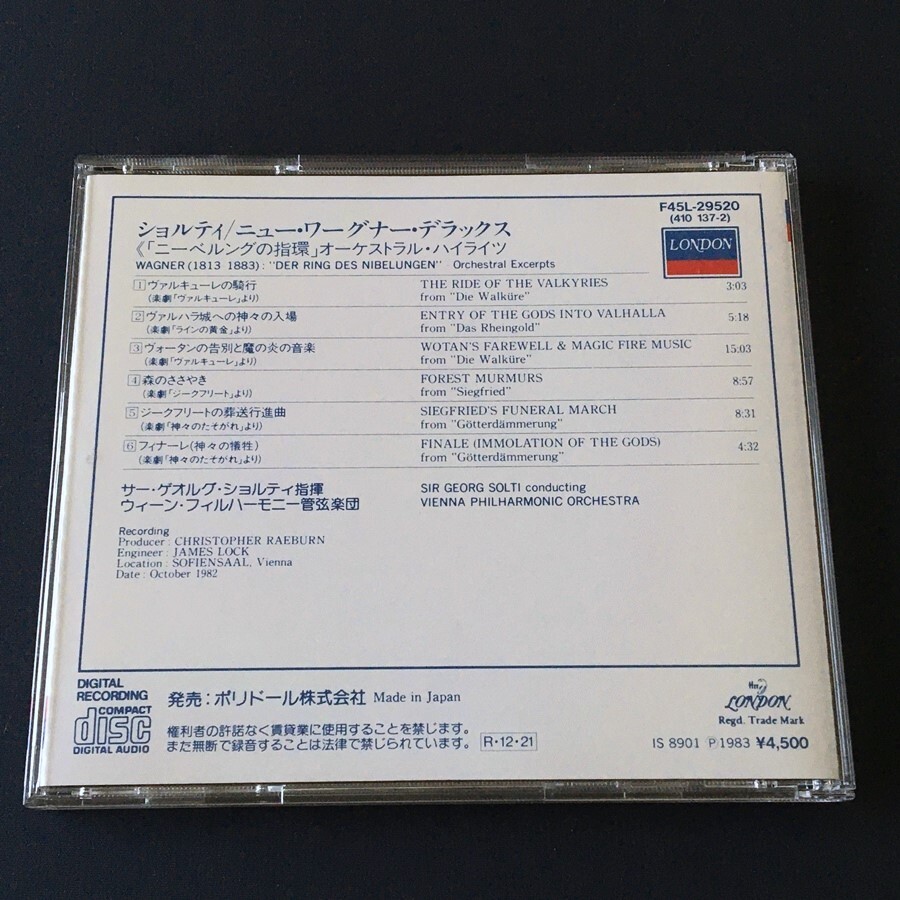 F45L-29520
(410 137-2)
LONDON
ショルティ/ニュー・ワーグナー・デラックス
《「ニーベルングの指環」オーケストラル・ハイライツ
WAGNER (1813 1883) : "DER RING DES NIBELUNGEN" Orchestral Excerpts
1 ヴァルキューレの騎行 THE RIDE OF THE VALKYRIES 3:03
(楽劇「ヴァルキューレ」より) from "Die Walküre"
2 ヴァルハラ城への神々の入場 ENTRY OF THE GODS INTO VALHALLA 5:18
(楽劇「ラインの黄金」より) from "Das Rheingold"
3 ヴォータンの告別と魔の炎の音楽 WOTAN'S FAREWELL & MAGIC FIRE MUSIC 15:03
(楽劇「ヴァルキューレ」より) from "Die Walküre"
4 森のささやき FOREST MURMURS 8:57
(楽劇「ジークフリート」より) from "Siegfried"
5 ジークフリートの葬送行進曲 SIEGFRIED'S FUNERAL MARCH 8:31
(楽劇「神々のたそがれ」より) from "Götterdämmerung"
6 フィナーレ(神々の犠牲) FINALE (IMMOLATION OF THE GODS) 4:32
(楽劇「神々のたそがれ」より) from "Götterdämmerung"
サー・ゲオルグ・ショルティ指揮 SIR GEORG SOLTI conducting
ウィーン・フィルハーモニー管弦楽団 VIENNA PHILHARMONIC ORCHESTRA
Recording
Producer : CHRISTOPHER RAEBURN
Engineer : JAMES LOCK
Location : SOFIENSAAL, Vienna
Date : October 1982
DIGITAL
RECORDING
COMPACT
disc
DIGITAL AUDIO
発売:ポリドール株式会社 Made in Japan
権利者の許諾なく賃貸業に使用することを禁じます。
また無断で録音することは法律で禁じられています。 R・12・21
LONDON
Regd. Trade Mark
IS 8901 Ⓟ1983 ¥4,500